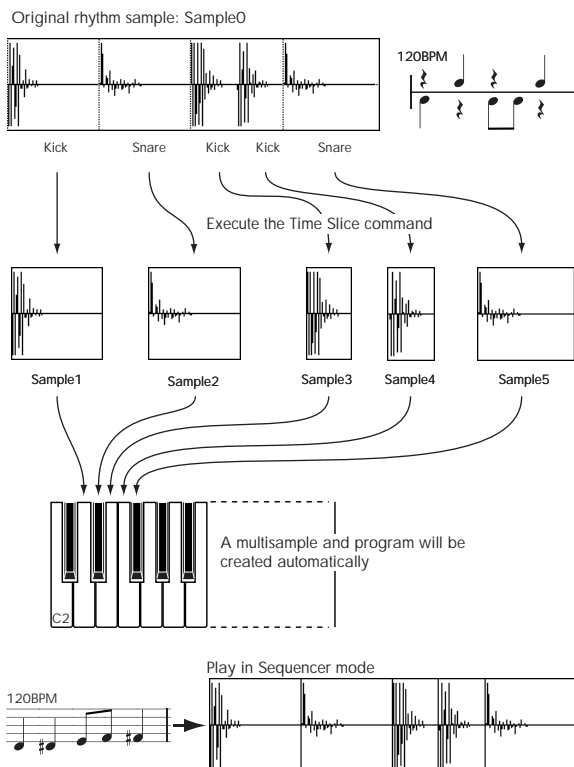 Original rhythm sample: Sample0
120BPM
Kick Snare Kick Kick Snare
Execute the Time Slice command
Sample1 Sample2 Sample3 Sample4 Sample5
A multisample and program will be
created automatically
C2
Play in Sequencer mode
120BPM